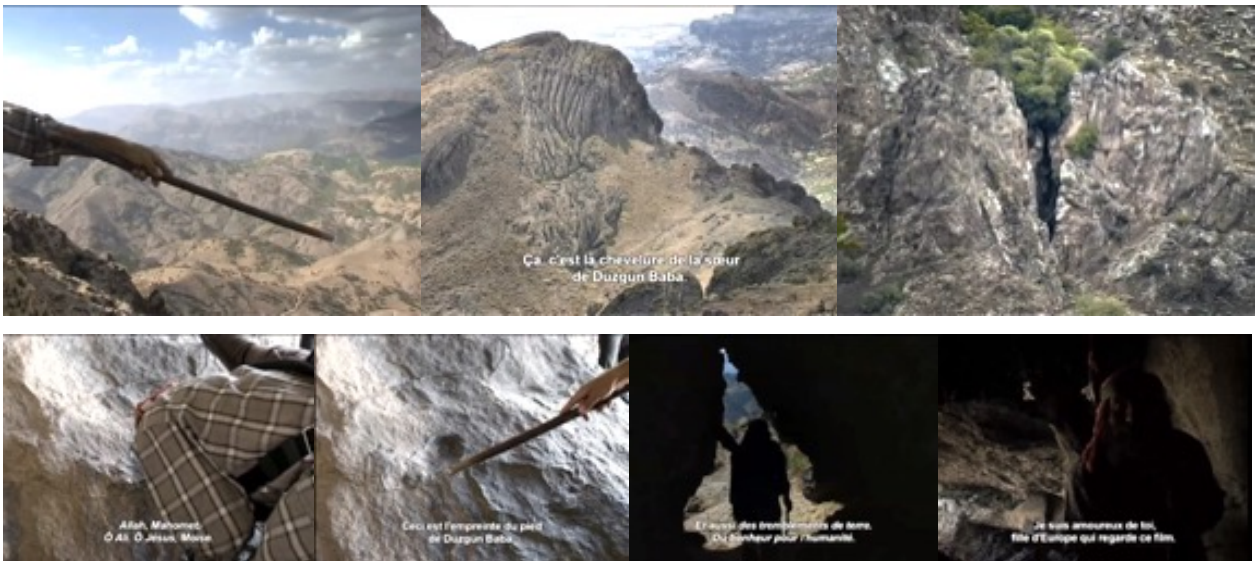 Ça, c'est la chevelure de la sœur
de Duzgun Baba.
Allah, Mahomet,
Ô Ali, Ô Jésus, Moïse.
Ceci est l'empreinte du pied
de Duzgun Baba.
Et aussi des tremblements de terre.
Du bonheur pour l'humanité.
Je suis amoureux de toi,
fille d'Europe qui regarde ce film.